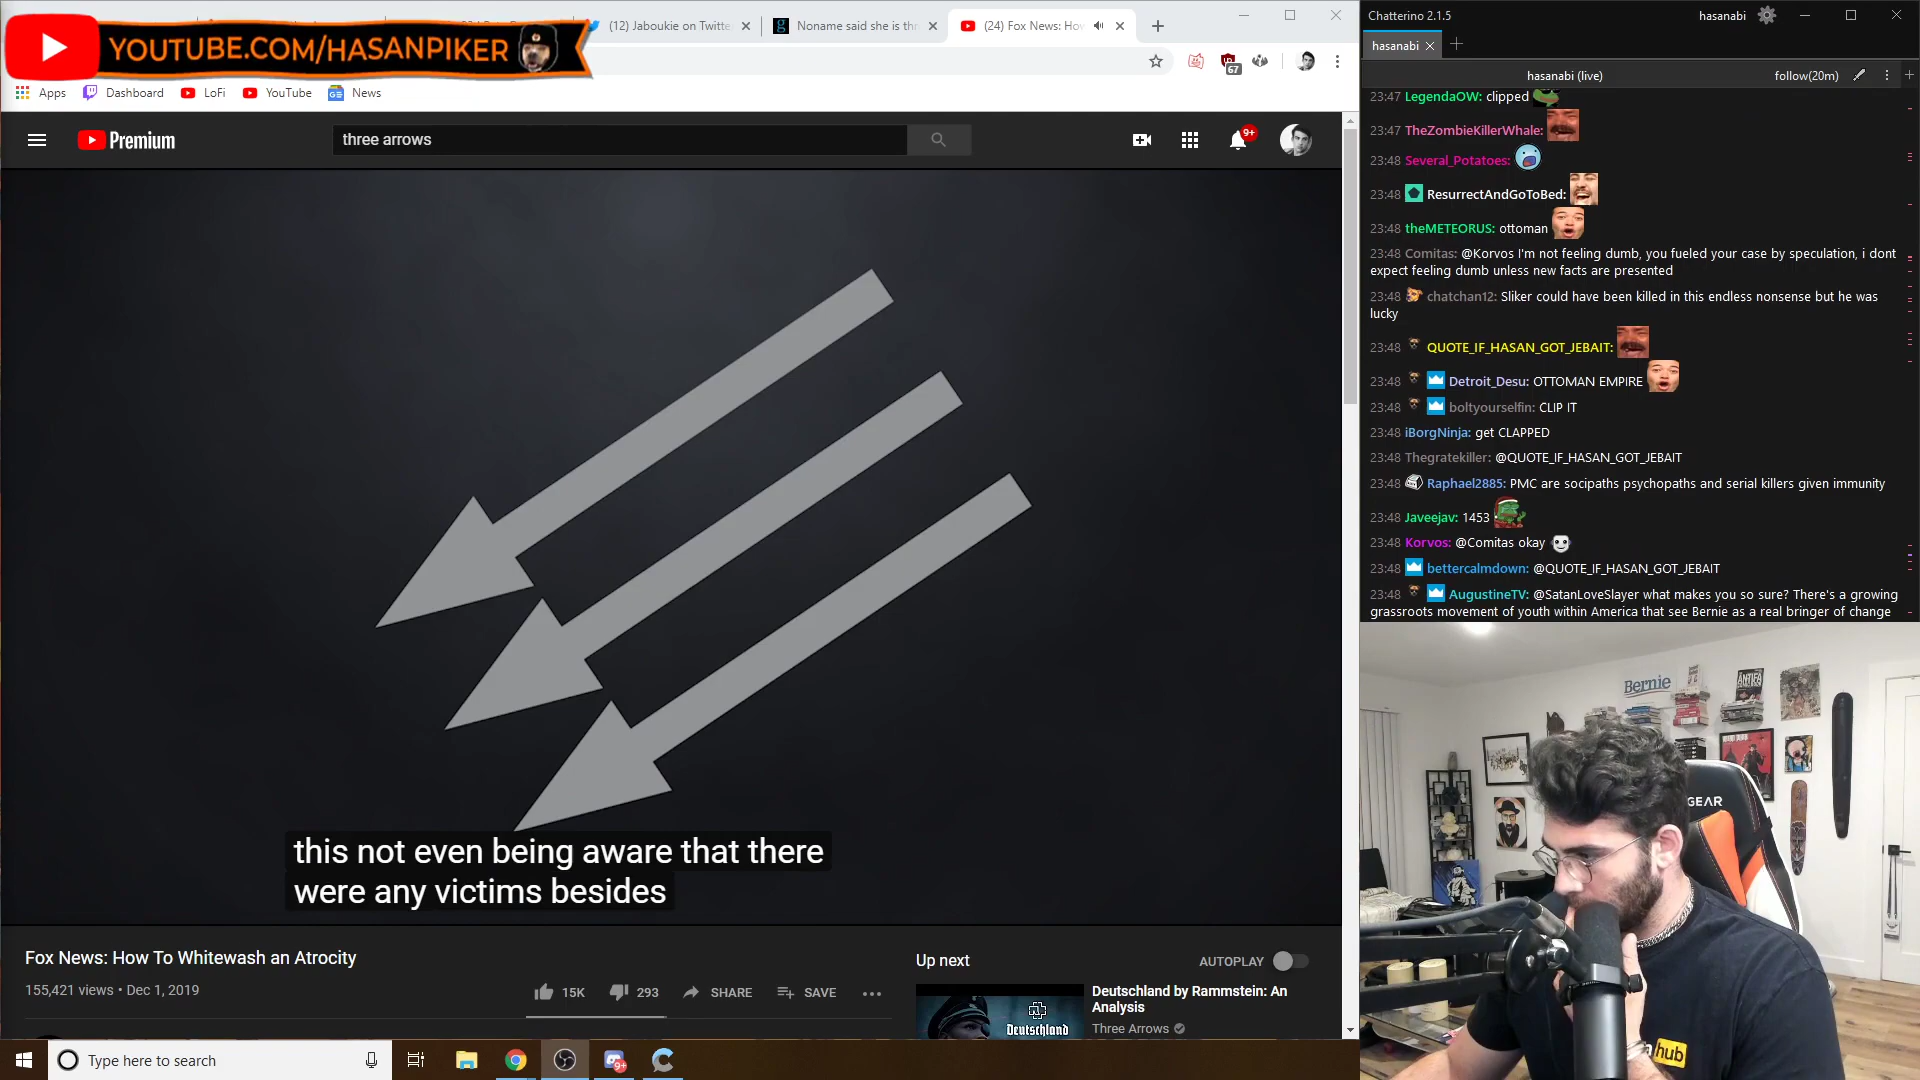 YOUTUBE.COM/HASANPIKER
(12) Jaboukie on Twitte
Noname said she is thr
(24) Fox News: Ho
67
Apps
Dashboard
LoFi
YouTube
News
Premium
three arrows
9+
this not even being aware that there
were any victims besides
Fox News: How To Whitewash an Atrocity
155,421 views • Dec 1, 2019
15K
293
SHARE
SAVE
Up next
AUTOPLAY
Deutschland by Rammstein: An
Analysis
Three Arrows
Deutschland
Type here to search
9+
Chatterino 2.1.5
hasanabi
hasanabi
hasanabi (live)
follow(20m)
23:47 LegendaOW: clipped
23:47 TheZombieKillerWhale:
23:48 Several_Potatoes:
23:48 ResurrectAndGoToBed:
23:48 theMETEORUS: ottoman
23:48 Comitas: @Korvos I'm not feeling dumb, you fueled your case by speculation, i dont
expect feeling dumb unless new facts are presented
23:48 chatchan12: Sliker could have been killed in this endless nonsense but he was
lucky
23:48 QUOTE_IF_HASAN_GOT_JEBAIT:
23:48 Detroit_Desu: OTTOMAN EMPIRE
23:48 boltyourselfin: CLIP IT
23:48 iBorgNinja: get CLAPPED
23:48 Thegratekiller: @QUOTE_IF_HASAN_GOT_JEBAIT
23:48 Raphael2885: PMC are socipaths psychopaths and serial killers given immunity
23:48 Javeejav: 1453
23:48 Korvos: @Comitas okay
23:48 bettercalmdown: @QUOTE_IF_HASAN_GOT_JEBAIT
23:48 AugustineTV: @SatanLoveSlayer what makes you so sure? There's a growing
grassroots movement of youth within America that see Bernie as a real bringer of change
Bernie
ANTIFA
GEAR
hub